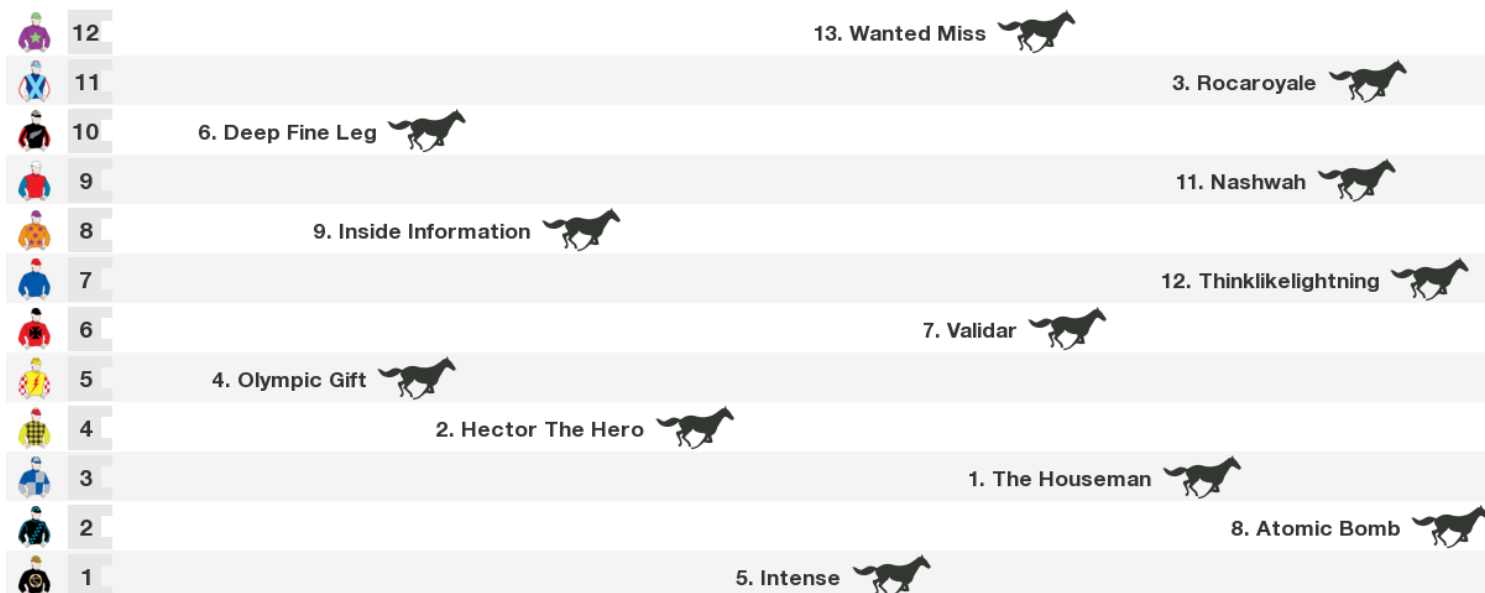 12 13. Wanted Miss
11 3. Rocaroyale
10 6. Deep Fine Leg
9 11. Nashwah
8 9. Inside Information
7 12. Thinklikelightning
6 7. Validar
5 4. Olympic Gift
4 2. Hector The Hero
3 1. The Houseman
2 8. Atomic Bomb
1 5. Intense